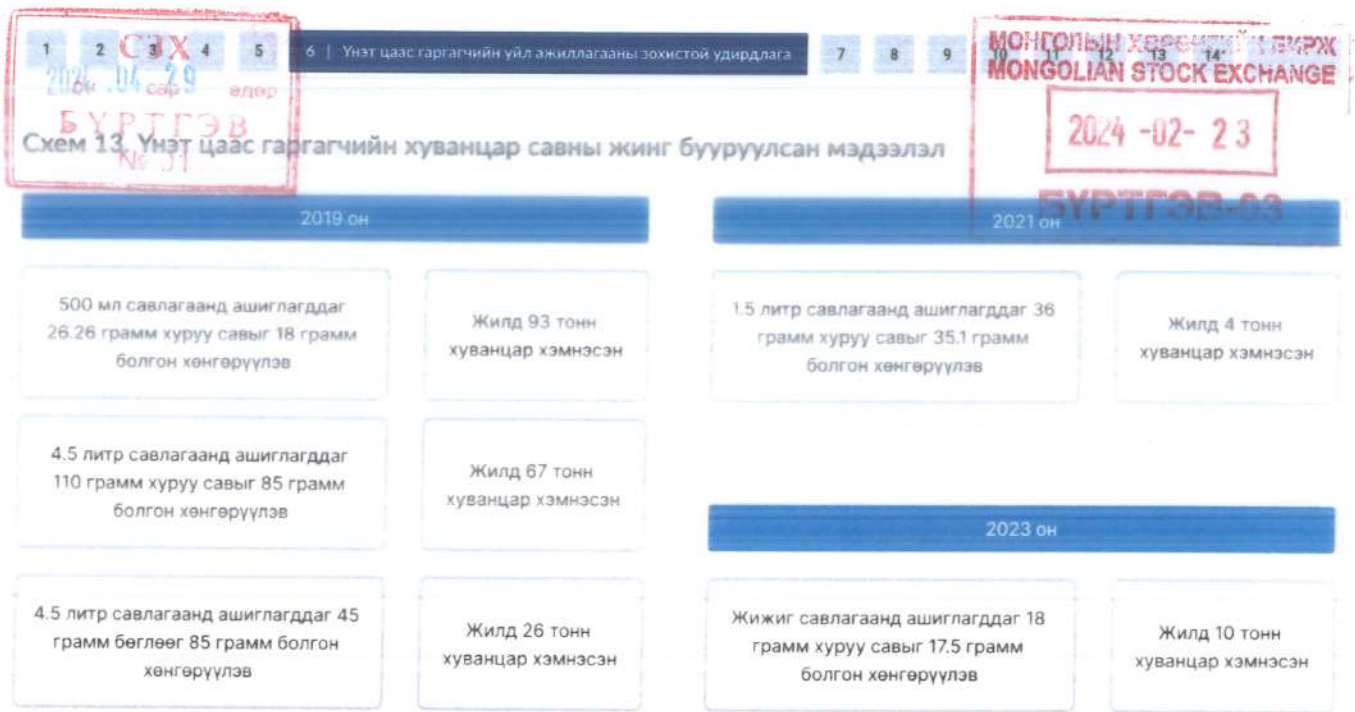 1 2 3 4 5 6 | Үнэт цаас гаргагчийн үйл ажиллагааны зохистой удирдлага 7 8 9 10 11 12 13 14
СЭХ
2024 он .04 сар 29 өдөр
БҮРТГЭВ
№ 01
МОНГОЛЫН ХӨРӨНГИЙН БИРЖ
MONGOLIAN STOCK EXCHANGE
2024 -02- 23
БҮРТГЭВ-03
Схем 13. Үнэт цаас гаргагчийн хуванцар савны жинг бууруулсан мэдээлэл
2019 он
500 мл савлагаанд ашиглагддаг
26.26 грамм хуруу савыг 18 грамм
болгон хөнгөрүүлэв
Жилд 93 тонн
хуванцар хэмнэсэн
4.5 литр савлагаанд ашиглагддаг
110 грамм хуруу савыг 85 грамм
болгон хөнгөрүүлэв
Жилд 67 тонн
хуванцар хэмнэсэн
4.5 литр савлагаанд ашиглагддаг 45
грамм бөглөөг 85 грамм болгон
хөнгөрүүлэв
Жилд 26 тонн
хуванцар хэмнэсэн
2021 он
1.5 литр савлагаанд ашиглагддаг 36
грамм хуруу савыг 35.1 грамм
болгон хөнгөрүүлэв
Жилд 4 тонн
хуванцар хэмнэсэн
2023 он
Жижиг савлагаанд ашиглагддаг 18
грамм хуруу савыг 17.5 грамм
болгон хөнгөрүүлэв
Жилд 10 тонн
хуванцар хэмнэсэн